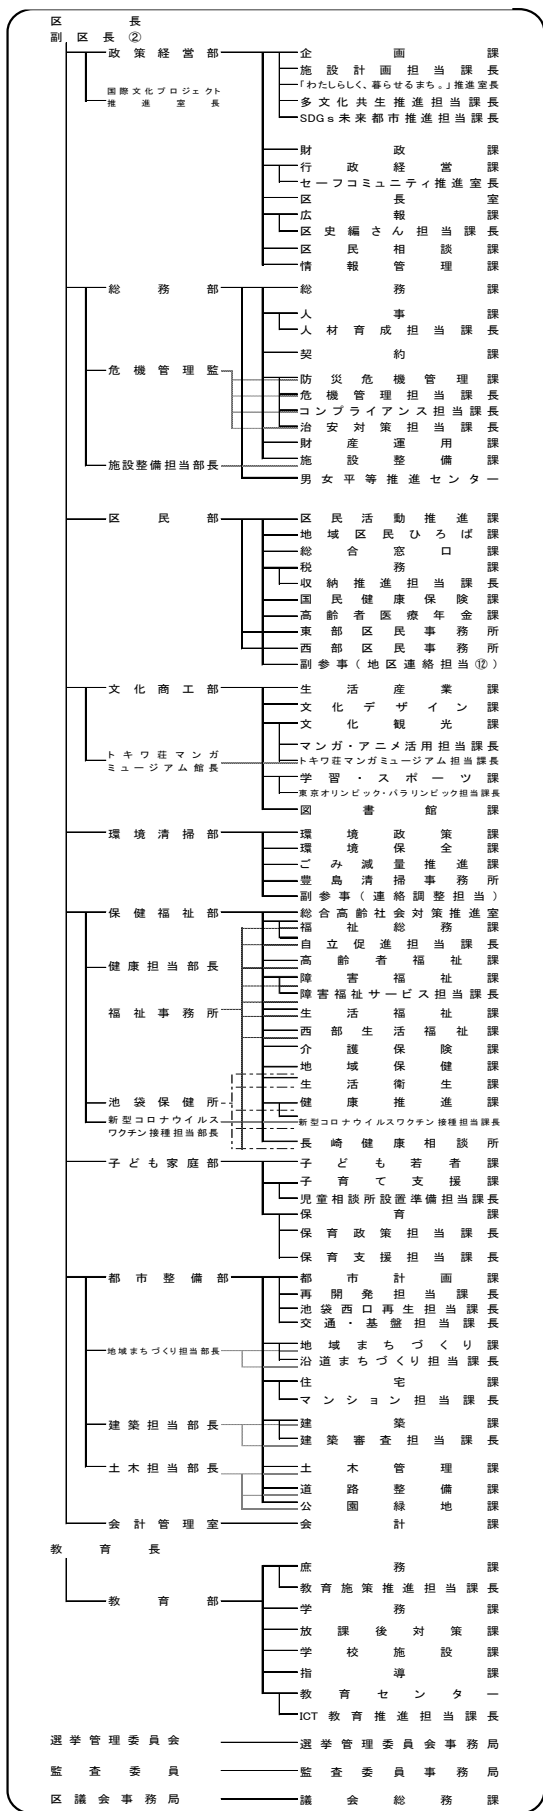 区長
副区長②
政策経営部
企画課
施設計画担当課長
「わたしらしく、暮らせるまち。」推進室長
国際文化プロジェクト
推進室長
多文化共生推進担当課長
SDGs未来都市推進担当課長
財政課
行政経営課
セーフコミュニティ推進室長
区長室
広報課
区史編さん担当課長
区民相談課
情報管理課
総務部
総務課
人事課
人材育成担当課長
契約課
危機管理監
防災危機管理課
危機管理担当課長
コンプライアンス担当課長
治安対策担当課長
財産運用課
施設整備担当部長
施設整備課
男女平等推進センター
区民部
区民活動推進課
地域区民ひろば課
総合窓口課
税務課
収納推進担当課長
国民健康保険課
高齢者医療年金課
東部区民事務所
西部区民事務所
副参事(地区連絡担当⑫)
文化商工部
生活産業課
文化デザイン課
文化観光課
マンガ・アニメ活用担当課長
トキワ荘マンガ
ミュージアム館長
トキワ荘マンガミュージアム担当課長
学習・スポーツ課
東京オリンピック・パラリンピック担当課長
図書館課
環境清掃部
環境政策課
環境保全課
ごみ減量推進課
豊島清掃事務所
副参事(連絡調整担当)
保健福祉部
総合高齢社会対策推進室
福祉総務課
自立促進担当課長
健康担当部長
高齢者福祉課
障害福祉課
障害福祉サービス担当課長
福祉事務所
生活福祉課
西部生活福祉課
介護保険課
地域保健課
生活衛生課
池袋保健所
健康推進課
新型コロナウイルス
ワクチン接種担当部長
新型コロナウイルスワクチン接種担当課長
長崎健康相談所
子ども家庭部
子ども若者課
子育て支援課
児童相談所設置準備担当課長
保育課
保育政策担当課長
保育支援担当課長
都市整備部
都市計画課
再開発担当課長
池袋西口再生担当課長
交通・基盤担当課長
地域まちづくり担当部長
地域まちづくり課
沿道まちづくり担当課長
住宅課
マンション担当課長
建築担当部長
建築課
建築審査担当課長
土木担当部長
土木管理課
道路整備課
公園緑地課
会計管理室
会計課
教育長
庶務課
教育施策推進担当課長
教育部
学務課
放課後対策課
学校施設課
指導課
教育センター
ICT教育推進担当課長
選挙管理委員会
選挙管理委員会事務局
監査委員
監査委員事務局
区議会事務局
議会総務課